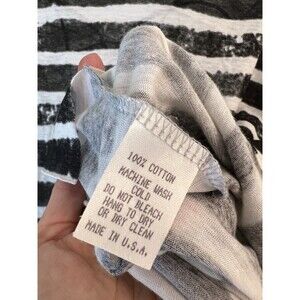 100% COTTON
MACHINE WASH
COLD
DO NOT BLEACH
HANG TO DRY
OR DRY CLEAN
MADE IN U.S.A.